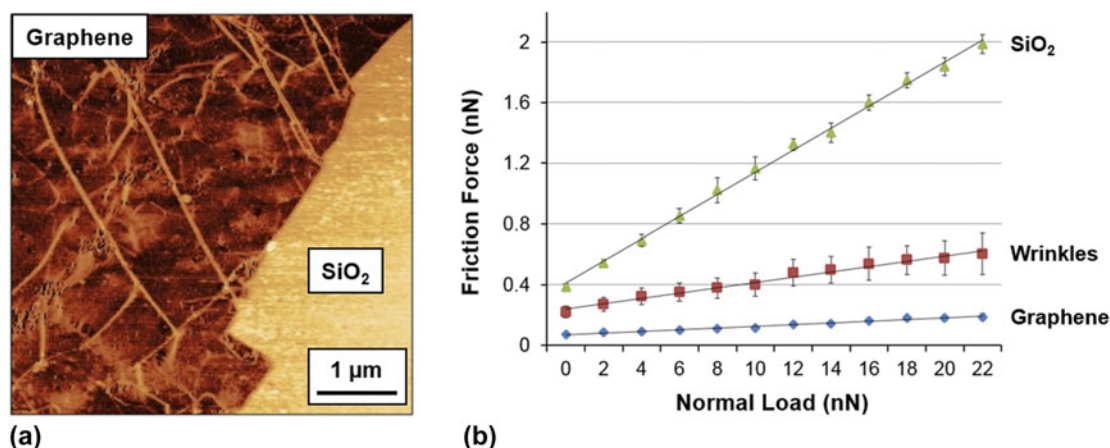 Graphene
SiO₂
1 µm
(a)
Friction Force (nN)
2
1.6
1.2
0.8
0.4
0
0 2 4 6 8 10 12 14 16 18 20 22
Normal Load (nN)
SiO₂
Wrinkles
Graphene
(b)